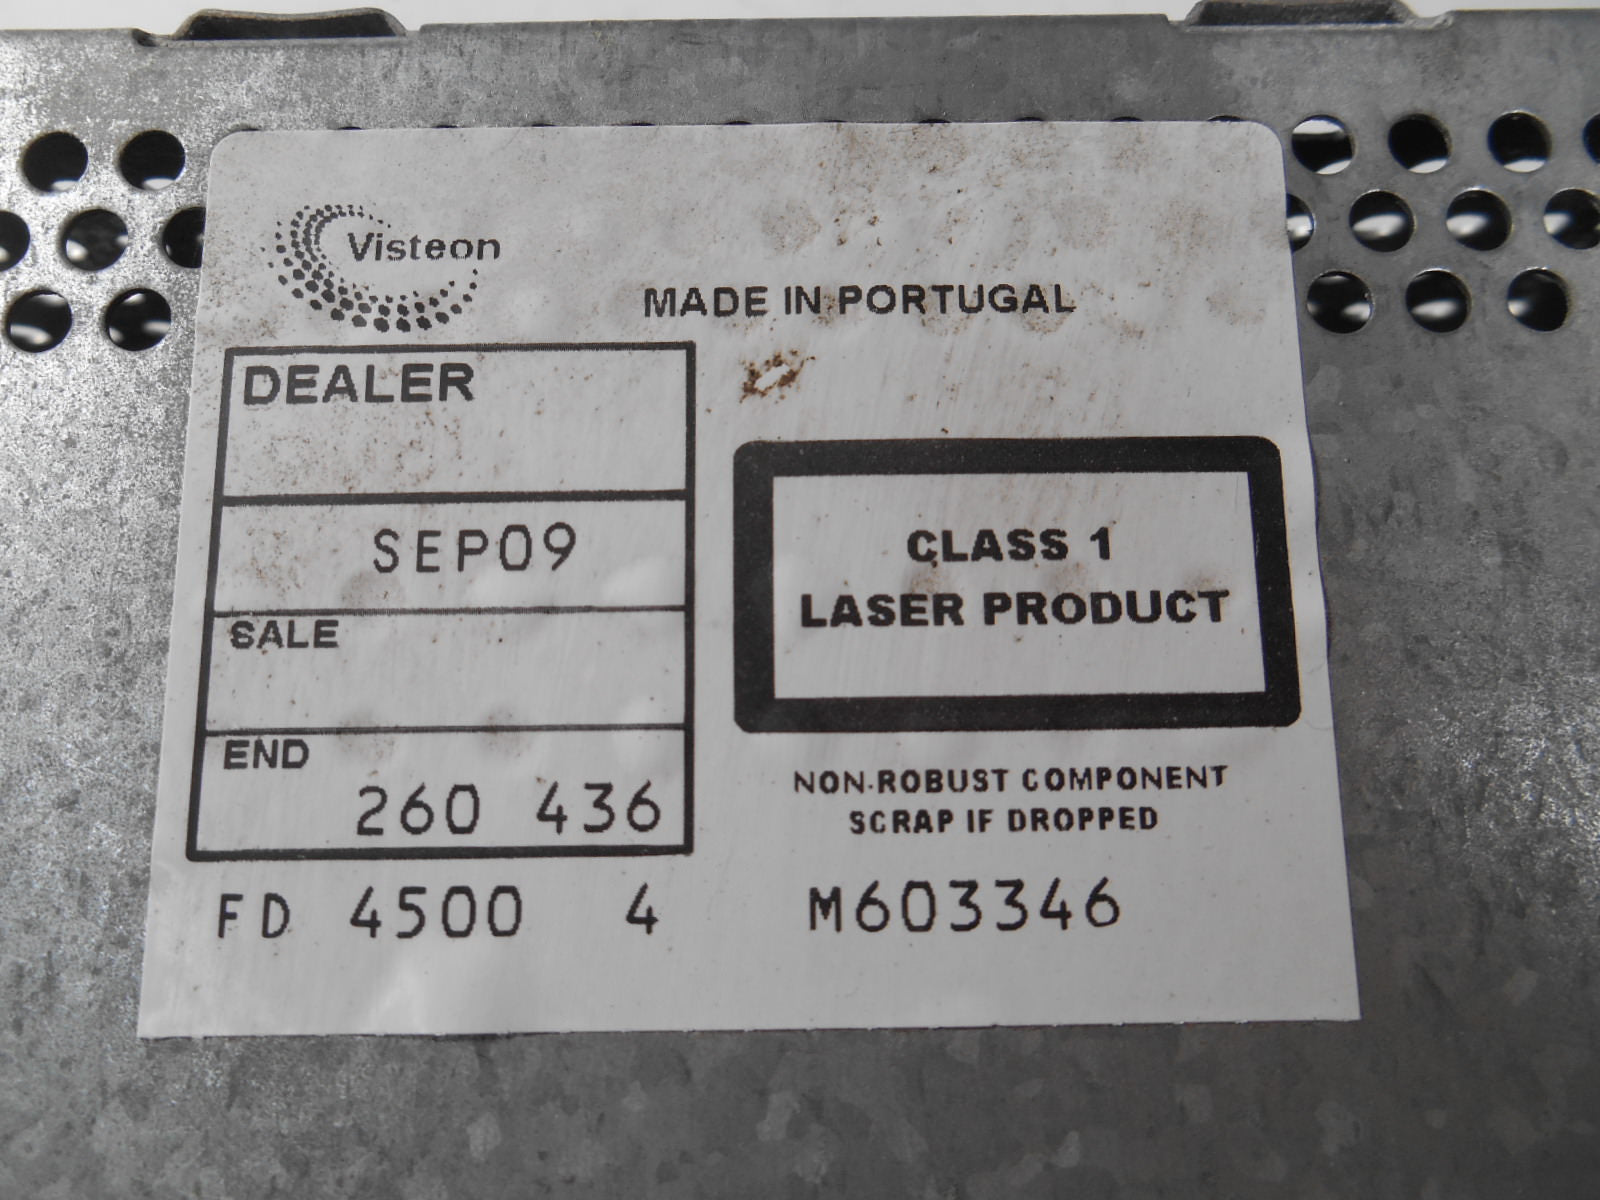 Visteon
MADE IN PORTUGAL
DEALER
SEP09
SALE
END
260 436
FD 4500 4
CLASS 1
LASER PRODUCT
NON-ROBUST COMPONENT
SCRAP IF DROPPED
M603346